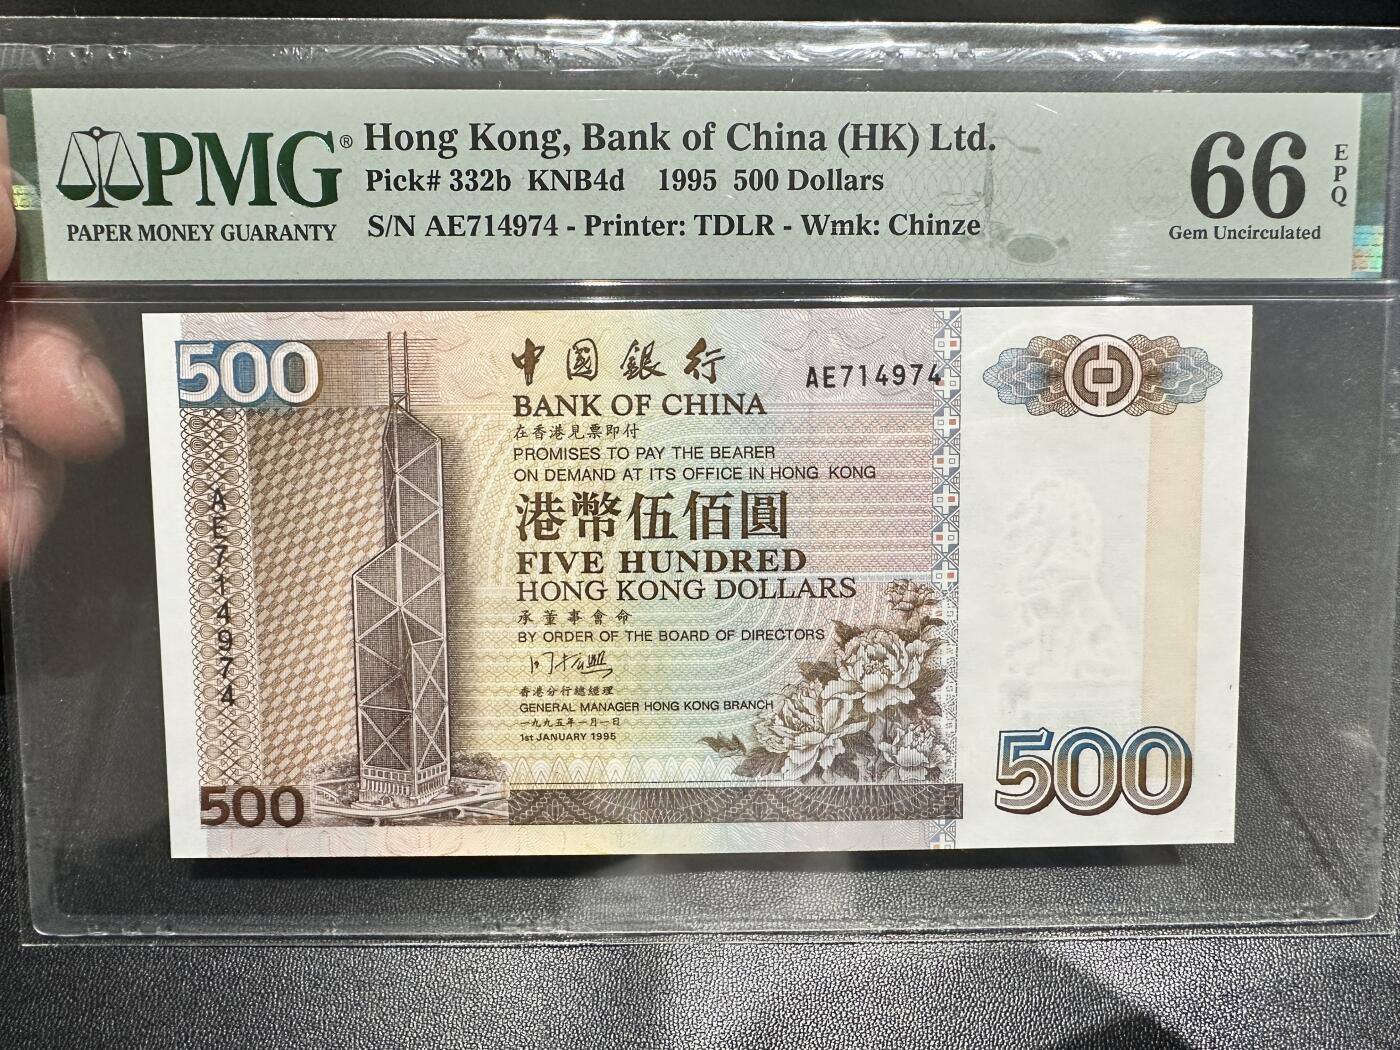 PMG®
PAPER MONEY GUARANTY
Hong Kong, Bank of China (HK) Ltd.
Pick# 332b KNB4d 1995 500 Dollars
S/N AE714974 - Printer: TDLR - Wmk: Chinze
66
EPQ
Gem Uncirculated
500
中國銀行
AE714974
BANK OF CHINA
在香港見票即付
PROMISES TO PAY THE BEARER
ON DEMAND AT ITS OFFICE IN HONG KONG
港幣伍佰圓
FIVE HUNDRED
HONG KONG DOLLARS
承董事會命
BY ORDER OF THE BOARD OF DIRECTORS
香港分行總經理
GENERAL MANAGER HONG KONG BRANCH
一九九五年一月一日
1st JANUARY 1995
AE714974
500
500